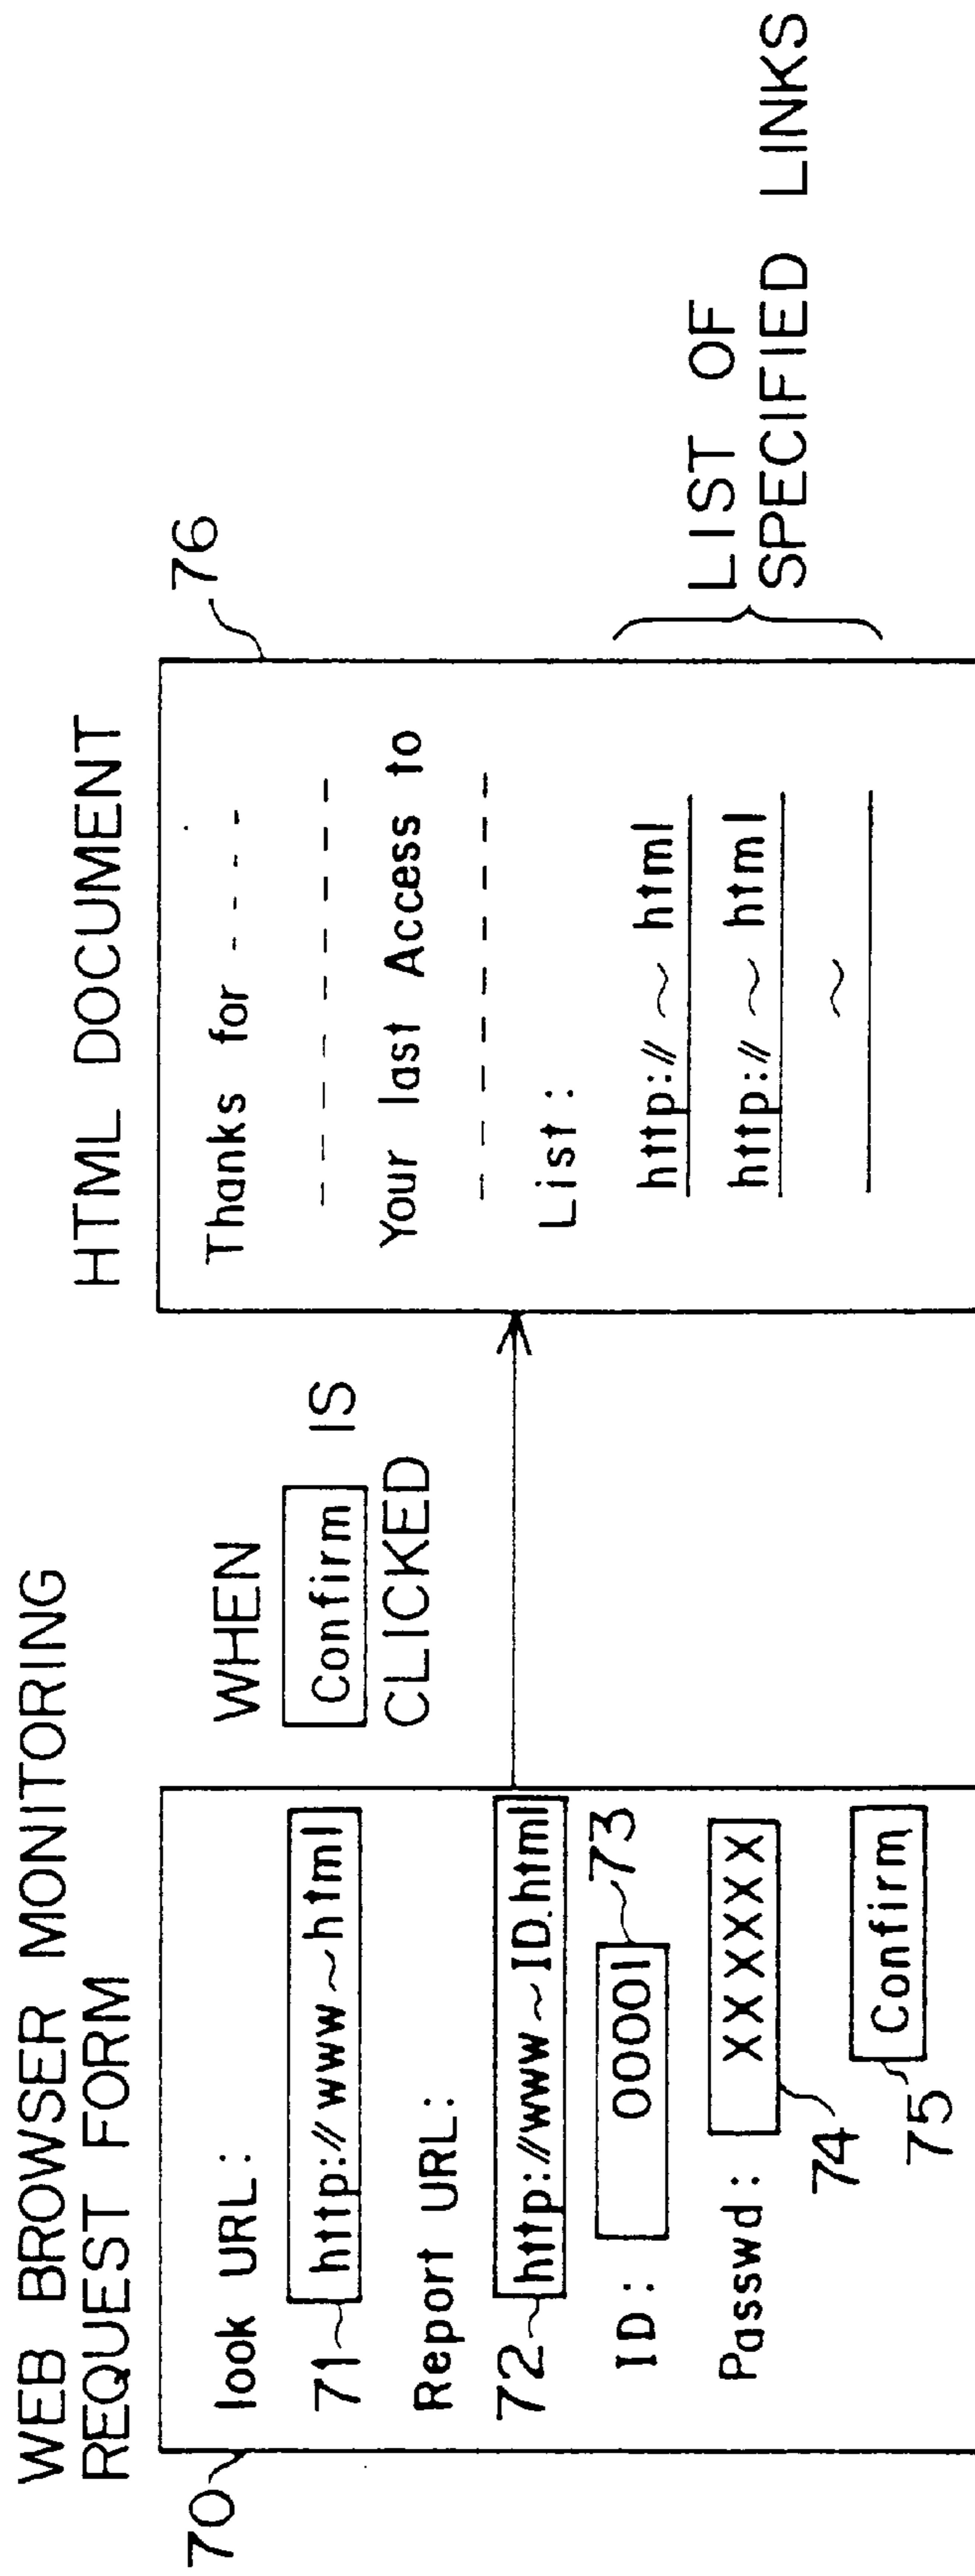 WEB BROWSER MONITORING
REQUEST FORM
70
look URL:
71
http://www~html
Report URL:
72
http://www~ID.html
ID:
00001
73
Passwd:
XXXXXX
74
Confirm
75
WHEN
Confirm IS
CLICKED
HTML DOCUMENT
76
Thanks for
Your last Access to
List:
http://~html
http://~html
~
LIST OF
SPECIFIED LINKS